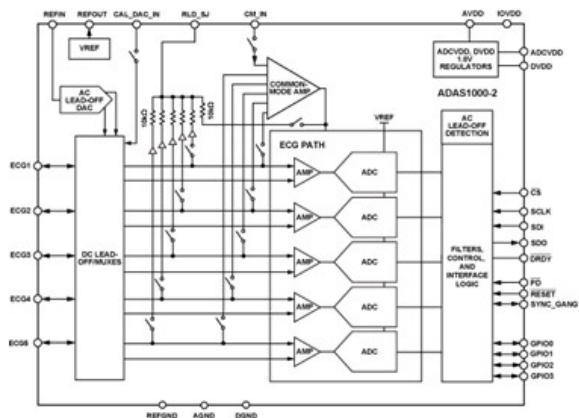 REFIN
REFOUT
CAL_DAC_IN
RLD_SJ
CM_IN
AVDD
IOVDD
VREF
ADCVDD, DVDD
1.8V
REGULATORS
ADCVDD
DVDD
ADAS1000-2
AC
LEAD-OFF
DAC
10kΩ
10kΩ
COMMON-
MODE AMP
VREF
AC
LEAD-OFF
DETECTION
ECG PATH
ECG1
ECG2
ECG3
ECG4
ECG5
DC LEAD-
OFF/MUXES
AMP
ADC
AMP
ADC
AMP
ADC
AMP
ADC
AMP
ADC
FILTERS,
CONTROL,
AND
INTERFACE
LOGIC
CS
SCLK
SDI
SDO
DRDY
PD
RESET
SYNC_GANG
GPIO0
GPIO1
GPIO2
GPIO3
REFGND
AGND
DGND